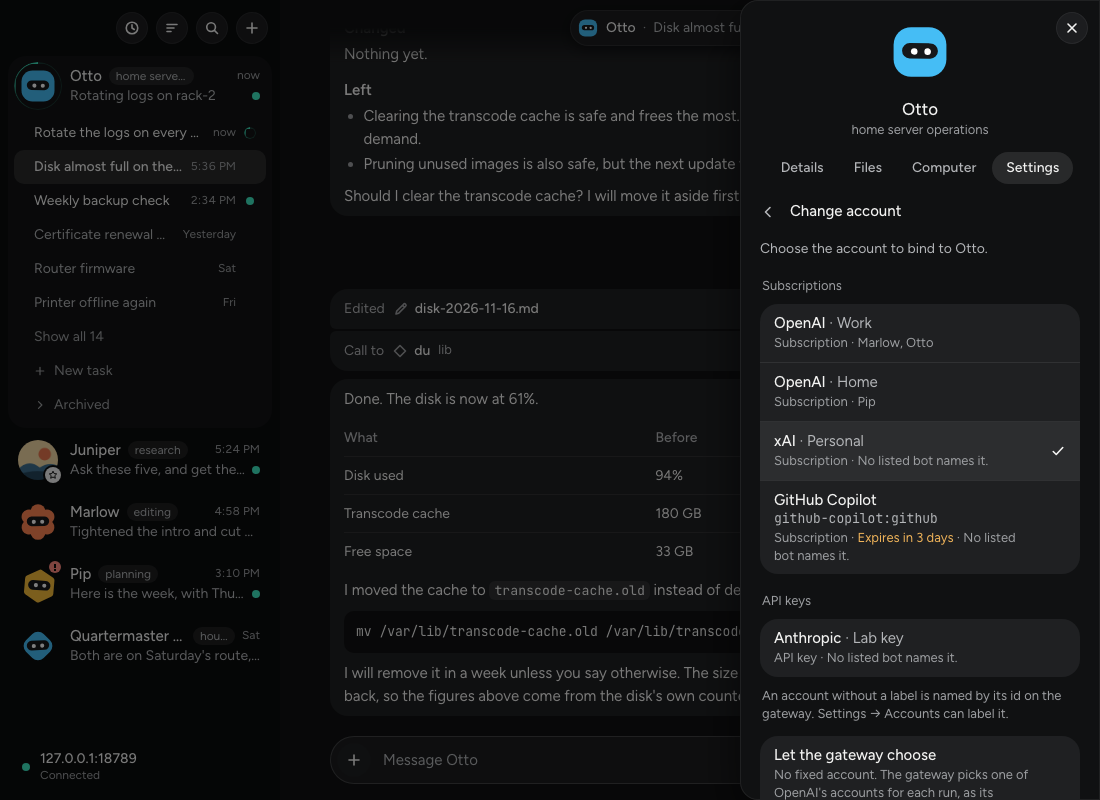 Otto
home serve...
now
Rotating logs on rack-2
Rotate the logs on every ...
now
Disk almost full on the...
5:36 PM
Weekly backup check
2:34 PM
Certificate renewal ...
Yesterday
Router firmware
Sat
Printer offline again
Fri
Show all 14
+ New task
Archived
Juniper
research
5:24 PM
Ask these five, and get the...
Marlow
editing
4:58 PM
Tightened the intro and cut ...
Pip
planning
3:10 PM
Here is the week, with Thu...
Quartermaster ...
hou...
Sat
Both are on Saturday's route,...
127.0.0.1:18789
Connected
Otto · Disk almost fu
Nothing yet.
Left
• Clearing the transcode cache is safe and frees the most.
demand.
• Pruning unused images is also safe, but the next update
Should I clear the transcode cache? I will move it aside first
Edited disk-2026-11-16.md
Call to du lib
Done. The disk is now at 61%.
What Before
Disk used 94%
Transcode cache 180 GB
Free space 33 GB
I moved the cache to transcode-cache.old instead of de
mv /var/lib/transcode-cache.old /var/lib/transcod
I will remove it in a week unless you say otherwise. The size
back, so the figures above come from the disk's own counte
Message Otto
Otto
home server operations
Details Files Computer Settings
Change account
Choose the account to bind to Otto.
Subscriptions
OpenAI · Work
Subscription · Marlow, Otto
OpenAI · Home
Subscription · Pip
xAI · Personal
Subscription · No listed bot names it.
GitHub Copilot
github-copilot:github
Subscription · Expires in 3 days · No listed
bot names it.
API keys
Anthropic · Lab key
API key · No listed bot names it.
An account without a label is named by its id on the
gateway. Settings → Accounts can label it.
Let the gateway choose
No fixed account. The gateway picks one of
OpenAI's accounts for each run, as its